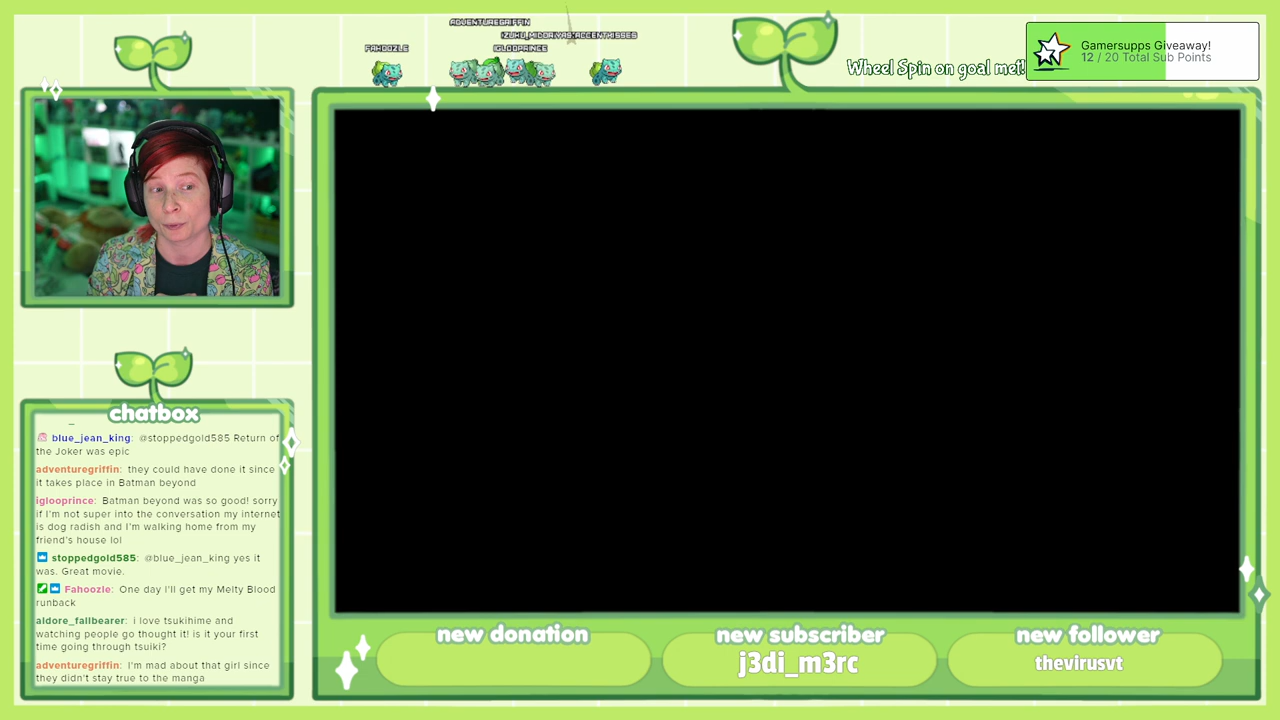 ADVENTUREGRIFFIN
FAHOOZLE
IGLOOPRINCE
Wheel Spin on goal met!
Gamersupps Giveaway!
12 / 20 Total Sub Points
chatbox
blue_jean_king: @stoppedgold585 Return of
the Joker was epic
adventuregriffin: they could have done it since
it takes place in Batman beyond
iglooprince: Batman beyond was so good! sorry
if I'm not super into the conversation my internet
is dog radish and I'm walking home from my
friend's house lol
stoppedgold585: @blue_jean_king yes it
was. Great movie.
Fahoozle: One day I'll get my Melty Blood
runback
aldore_fallbearer: i love tsukihime and
watching people go thought it! is it your first
time going through tsuiki?
adventuregriffin: I'm mad about that girl since
they didn't stay true to the manga
new donation
new subscriber
j3di_m3rc
new follower
thevirusvt